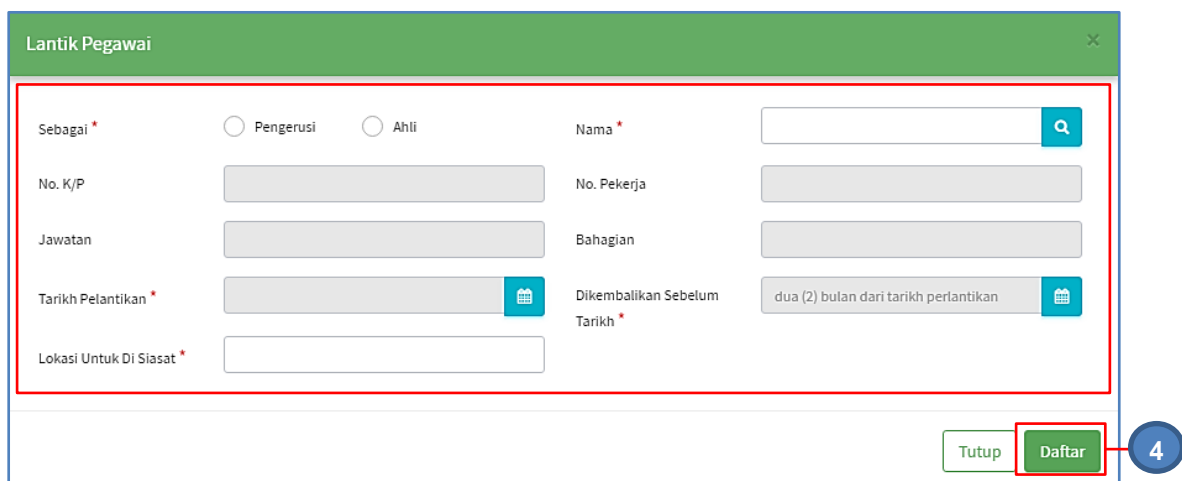 Lantik Pegawai ×
Sebagai * Pengerusi Ahli Nama *
No. K/P No. Pekerja
Jawatan Bahagian
Tarikh Pelantikan * Dikembalikan Sebelum dua (2) bulan dari tarikh perlantikan
Tarikh *
Lokasi Untuk Di Siasat *
Tutup Daftar 4